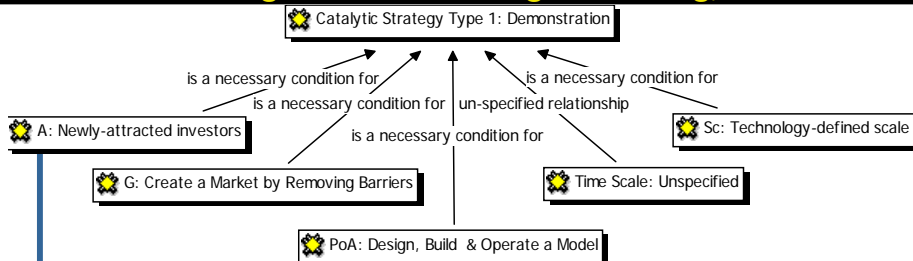 Catalytic Strategy Type 1: Demonstration
is a necessary condition for
is a necessary condition for
is a necessary condition for
un-specified relationship
is a necessary condition for
A: Newly-attracted investors
Sc: Technology-defined scale
G: Create a Market by Removing Barriers
Time Scale: Unspecified
PoA: Design, Build & Operate a Model